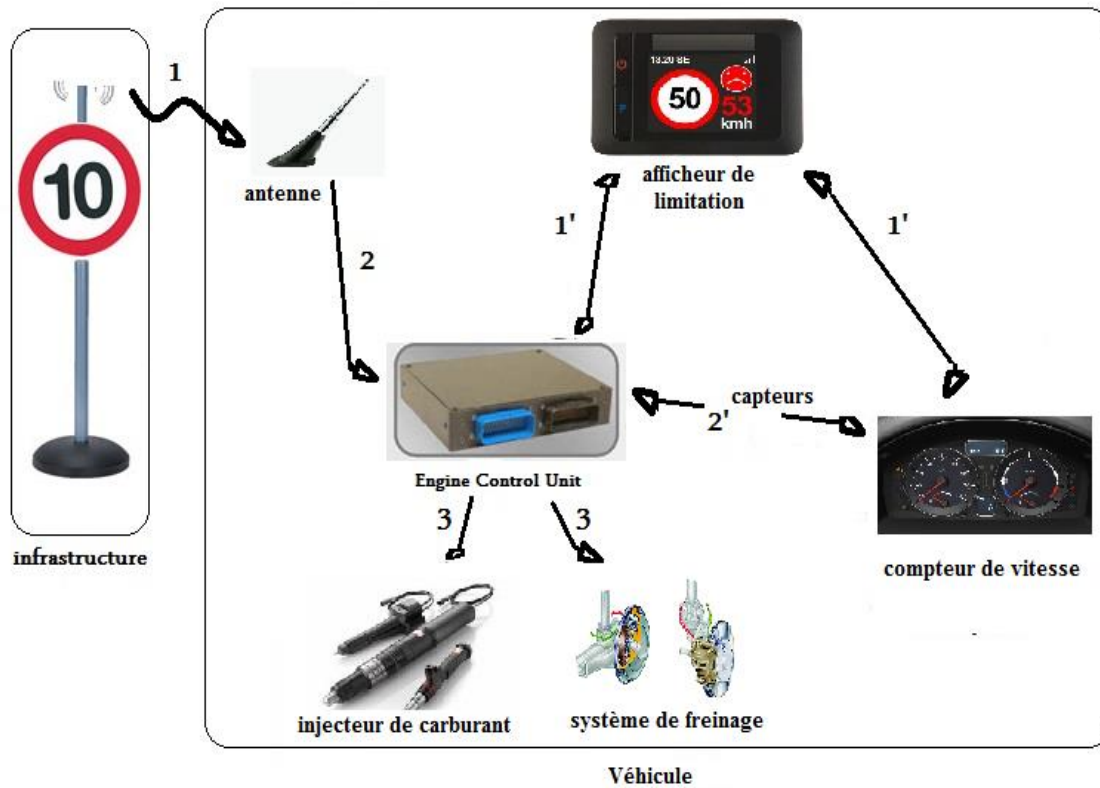 1
10
infrastructure
antenne
2
18.20 BE
50
53
kmh
afficheur de
limitation
1'
1'
capteurs
2'
Engine Control Unit
3
3
compteur de vitesse
injecteur de carburant
système de freinage
Véhicule